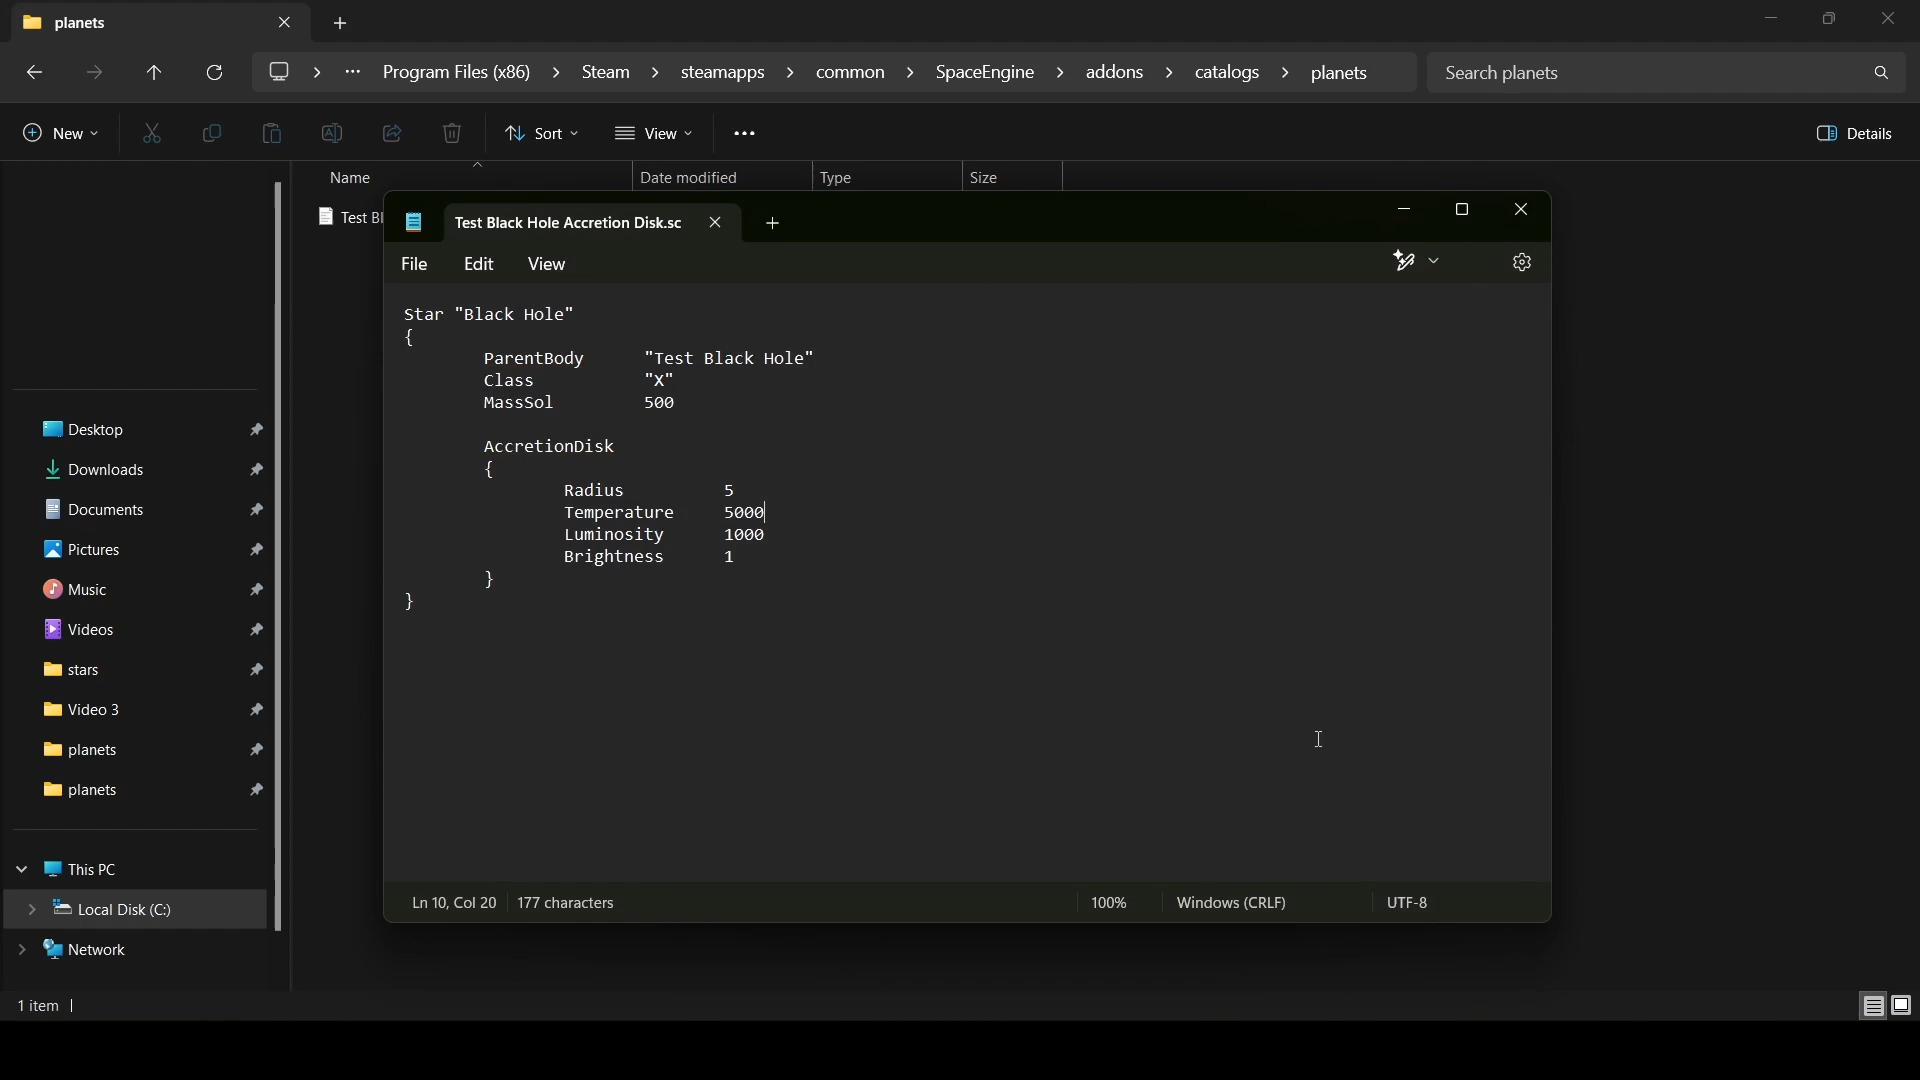 planets
Program Files (x86) > Steam > steamapps > common > SpaceEngine > addons > catalogs > planets
Search planets
New
Sort
View
Details
Name
Date modified
Type
Size
Test Bl
Test Black Hole Accretion Disk.sc
File
Edit
View
Star "Black Hole"
{
ParentBody "Test Black Hole"
Class "X"
MassSol 500
AccretionDisk
{
Radius 5
Temperature 5000
Luminosity 1000
Brightness 1
}
}
Ln 10, Col 20
177 characters
100%
Windows (CRLF)
UTF-8
Desktop
Downloads
Documents
Pictures
Music
Videos
stars
Video 3
planets
planets
This PC
Local Disk (C:)
Network
1 item